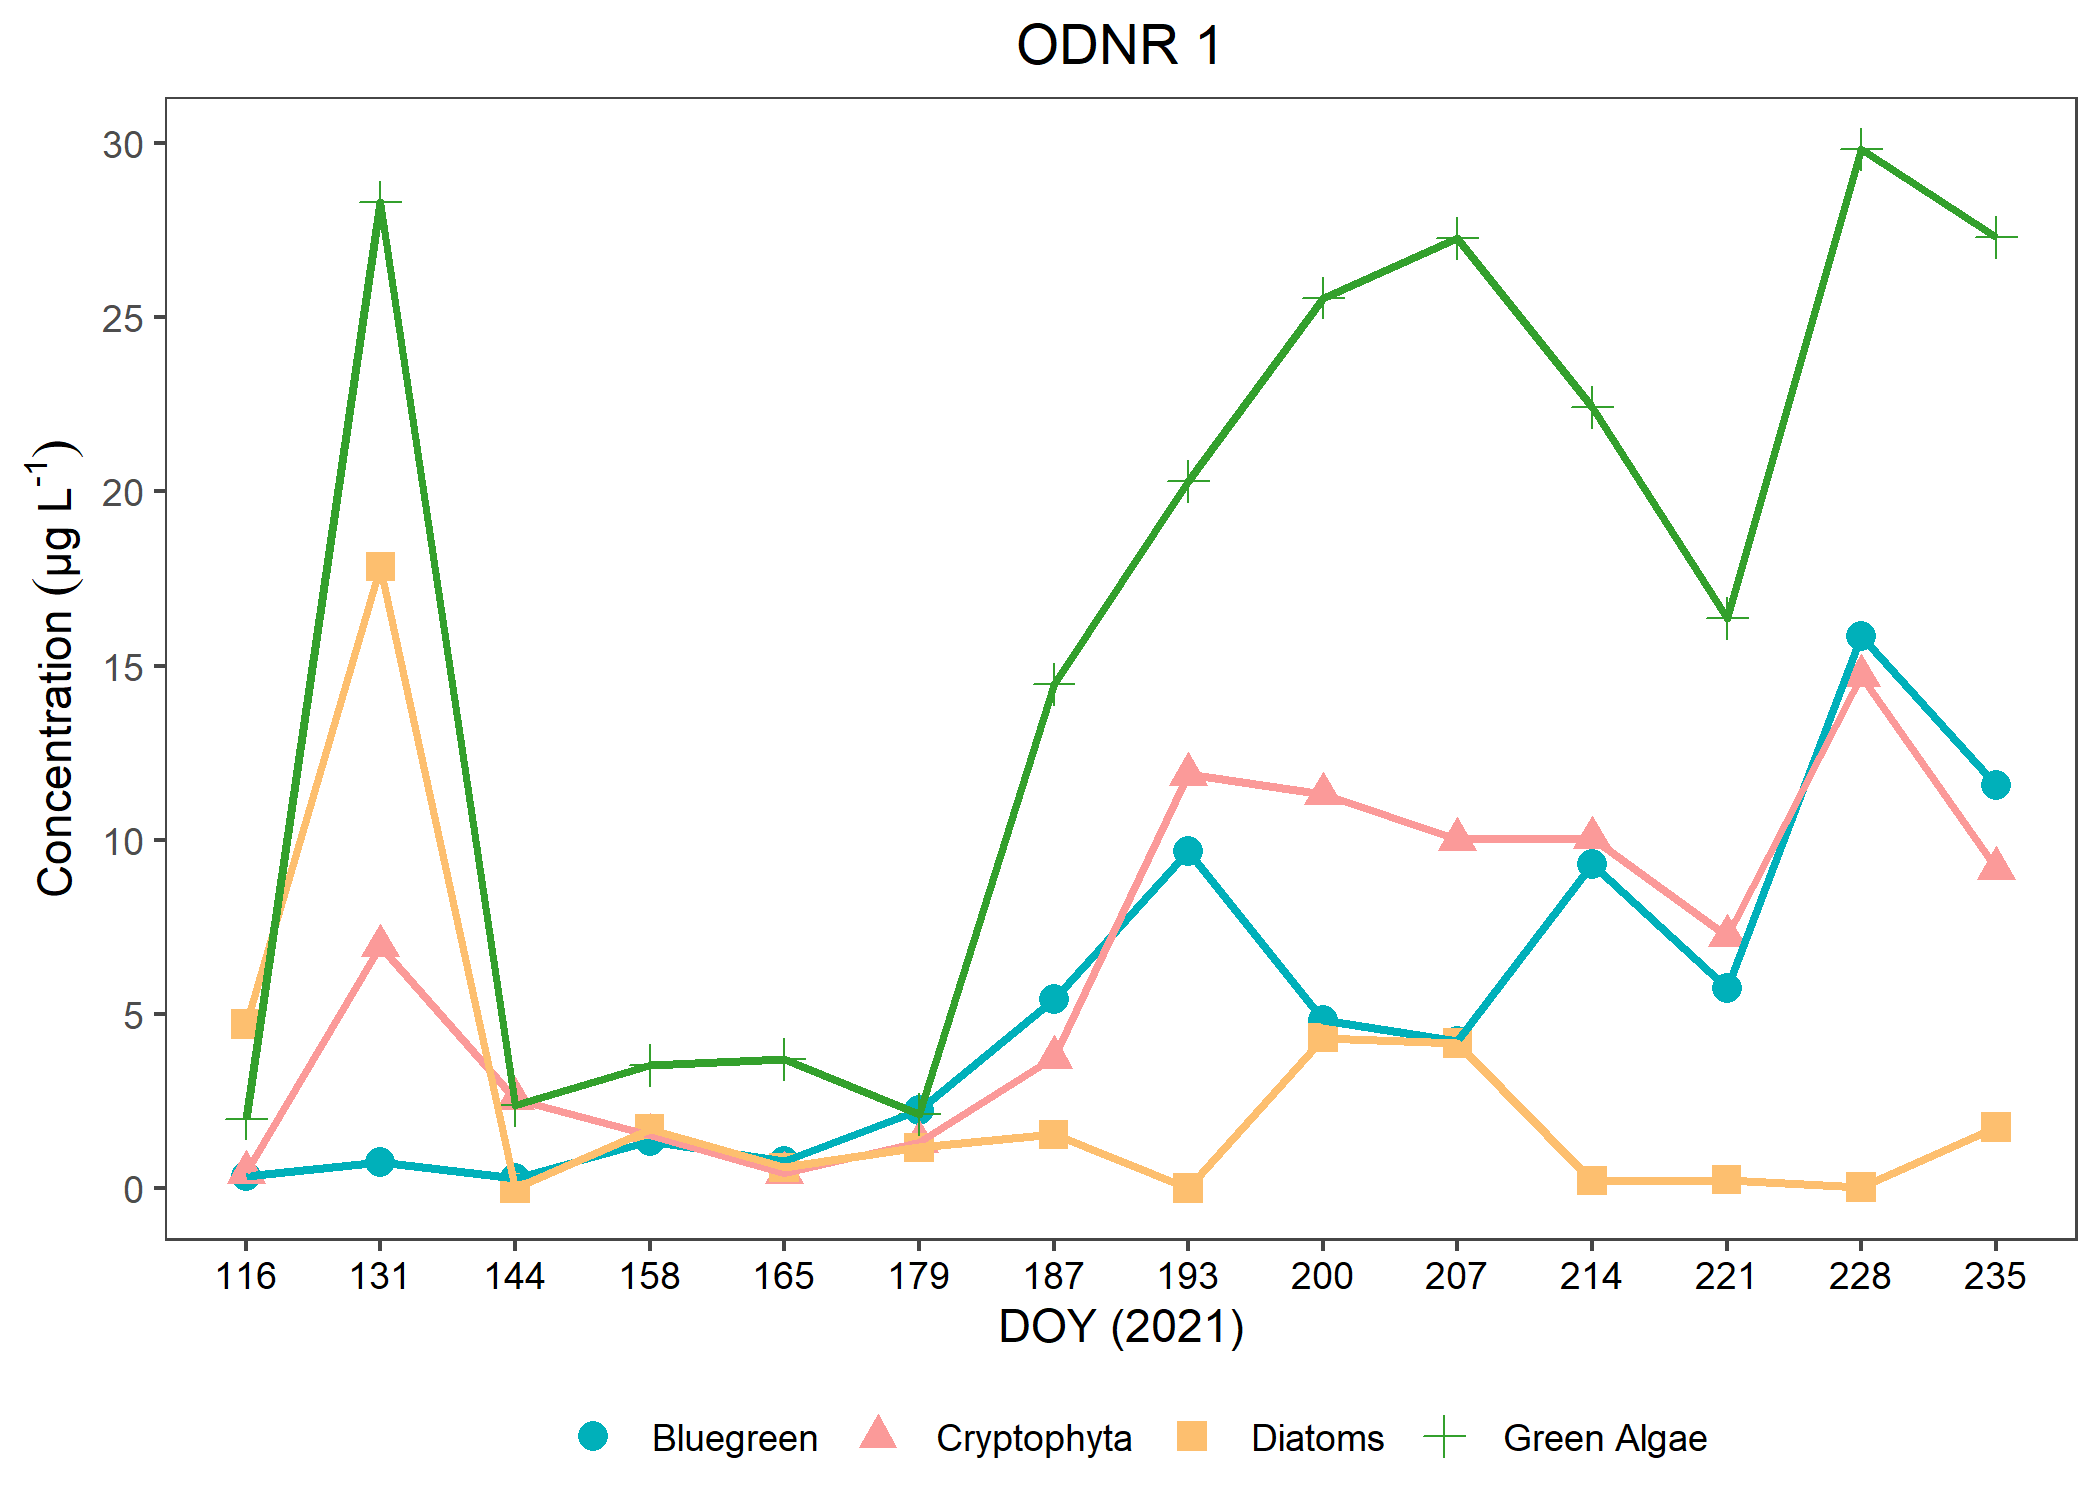 ODNR 1
30
25
20
15
10
5
0
Concentration (µg L⁻¹)
116 131 144 158 165 179 187 193 200 207 214 221 228 235
DOY (2021)
Bluegreen Cryptophyta Diatoms Green Algae